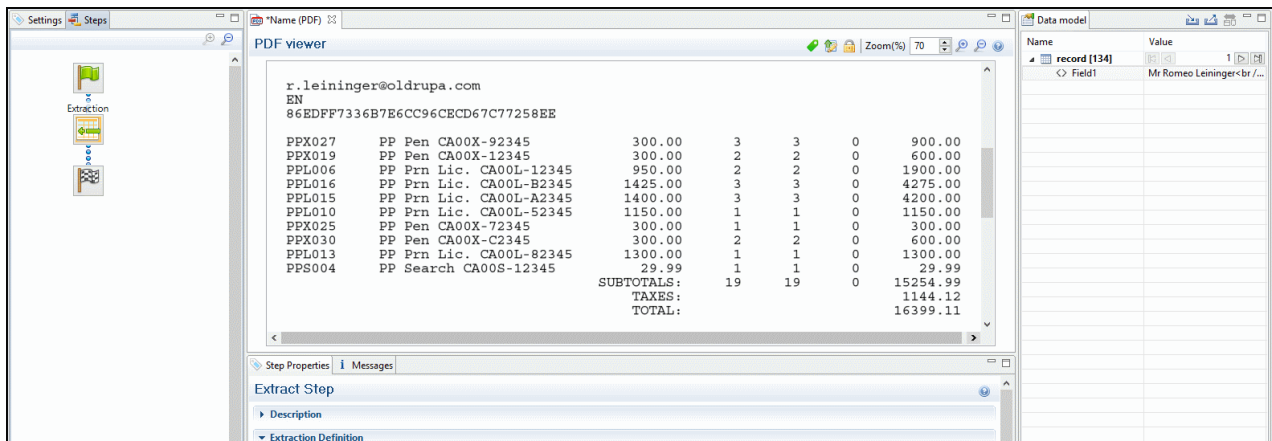 Settings Steps
Extraction
*Name (PDF)
PDF viewer
Zoom(%) 70
r.leininger@oldrupa.com
EN
86EDFF7336B7E6CC96CECD67C77258EE
PPX027 PP Pen CA00X-92345 300.00 3 3 0 900.00
PPX019 PP Pen CA00X-12345 300.00 2 2 0 600.00
PPL006 PP Prn Lic. CA00L-12345 950.00 2 2 0 1900.00
PPL016 PP Prn Lic. CA00L-B2345 1425.00 3 3 0 4275.00
PPL015 PP Prn Lic. CA00L-A2345 1400.00 3 3 0 4200.00
PPL010 PP Prn Lic. CA00L-52345 1150.00 1 1 0 1150.00
PPX025 PP Pen CA00X-72345 300.00 1 1 0 300.00
PPX030 PP Pen CA00X-C2345 300.00 2 2 0 600.00
PPL013 PP Prn Lic. CA00L-82345 1300.00 1 1 0 1300.00
PPS004 PP Search CA00S-12345 29.99 1 1 0 29.99
SUBTOTALS: 19 19 0 15254.99
TAXES: 1144.12
TOTAL: 16399.11
Step Properties i Messages
Extract Step
Description
Extraction Definition
Data model
Name Value
record [134] 1
<> Field1 Mr Romeo Leininger<br /...